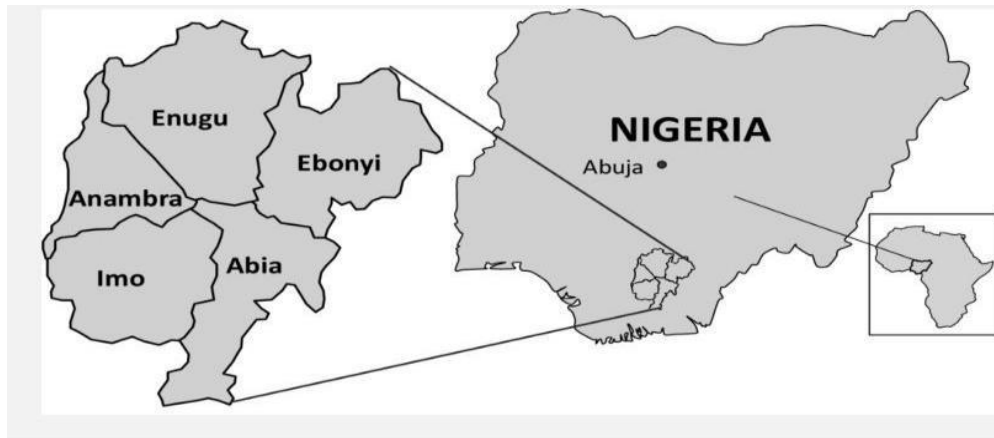 Enugu
Ebonyi
Anambra
Imo
Abia
NIGERIA
Abuja